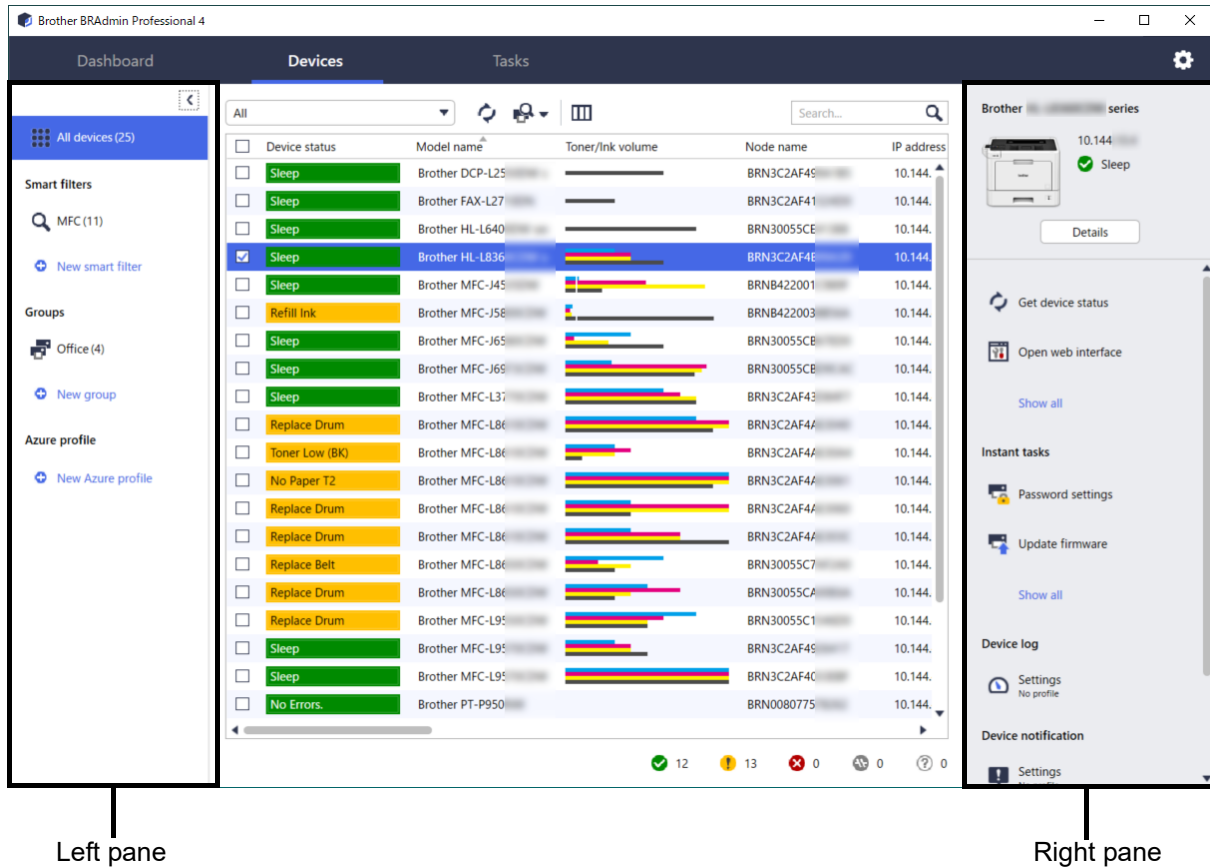 Brother BRAdmin Professional 4
Dashboard Devices Tasks
All devices (25)
Smart filters
MFC (11)
New smart filter
Groups
Office (4)
New group
Azure profile
New Azure profile
All Search...
Device status Model name Toner/Ink volume Node name IP address
Sleep Brother DCP-L25 BRN3C2AF49 10.144.
Sleep Brother FAX-L27 BRN3C2AF41 10.144.
Sleep Brother HL-L640 BRN30055CE 10.144.
Sleep Brother HL-L836 BRN3C2AF4E 10.144.
Sleep Brother MFC-J45 BRNB422001 10.144.
Refill Ink Brother MFC-J58 BRNB422003 10.144.
Sleep Brother MFC-J65 BRN30055CB 10.144.
Sleep Brother MFC-J69 BRN30055CB 10.144.
Sleep Brother MFC-L37 BRN3C2AF43 10.144.
Replace Drum Brother MFC-L86 BRN3C2AF4A 10.144.
Toner Low (BK) Brother MFC-L86 BRN3C2AF4A 10.144.
No Paper T2 Brother MFC-L86 BRN3C2AF4A 10.144.
Replace Drum Brother MFC-L86 BRN3C2AF4A 10.144.
Replace Drum Brother MFC-L86 BRN3C2AF4A 10.144.
Replace Belt Brother MFC-L86 BRN30055C7 10.144.
Replace Drum Brother MFC-L86 BRN30055CA 10.144.
Replace Drum Brother MFC-L95 BRN30055C1 10.144.
Sleep Brother MFC-L95 BRN3C2AF49 10.144.
Sleep Brother MFC-L95 BRN3C2AF40 10.144.
No Errors. Brother PT-P950 BRN0080775 10.144.
12 13 0 0 0
Brother series
10.144
Sleep
Details
Get device status
Open web interface
Show all
Instant tasks
Password settings
Update firmware
Show all
Device log
Settings
No profile
Device notification
Settings
No profile
Left pane
Right pane